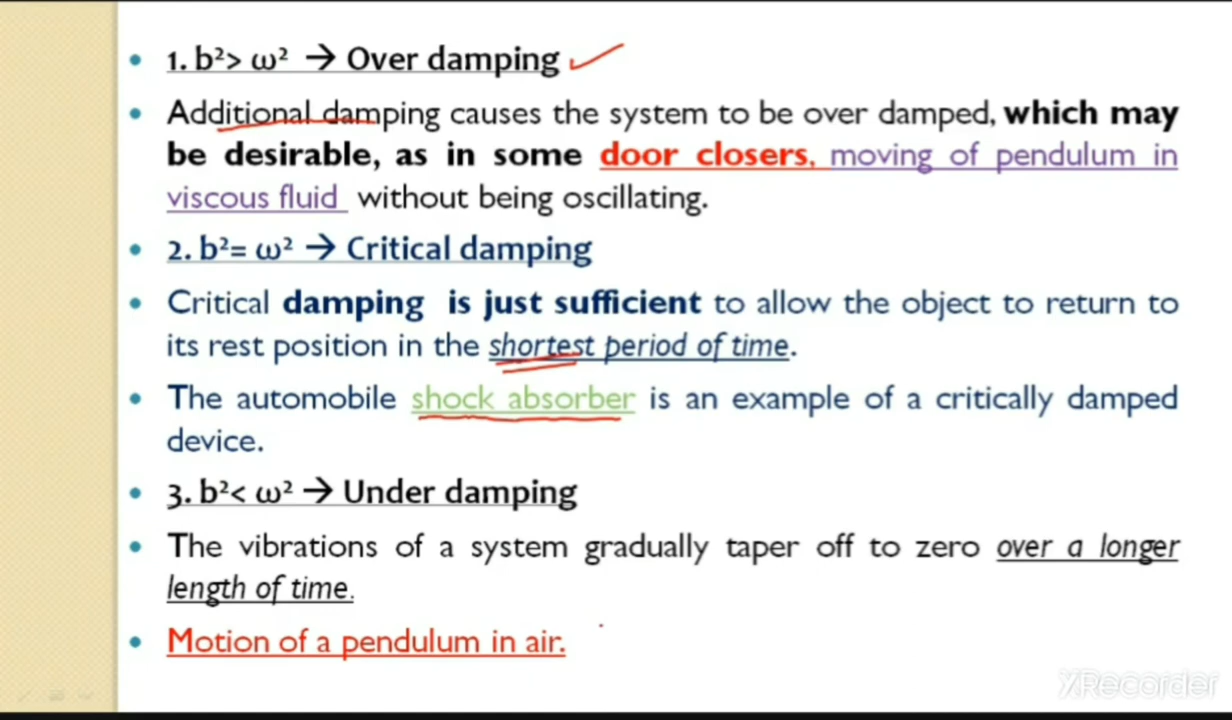 • 1. b²> ω² → Over damping
• Additional damping causes the system to be over damped, which may
be desirable, as in some door closers, moving of pendulum in
viscous fluid without being oscillating.
• 2. b²= ω² → Critical damping
• Critical damping is just sufficient to allow the object to return to
its rest position in the shortest period of time.
• The automobile shock absorber is an example of a critically damped
device.
• 3. b²< ω² → Under damping
• The vibrations of a system gradually taper off to zero over a longer
length of time.
• Motion of a pendulum in air.
XRecorder